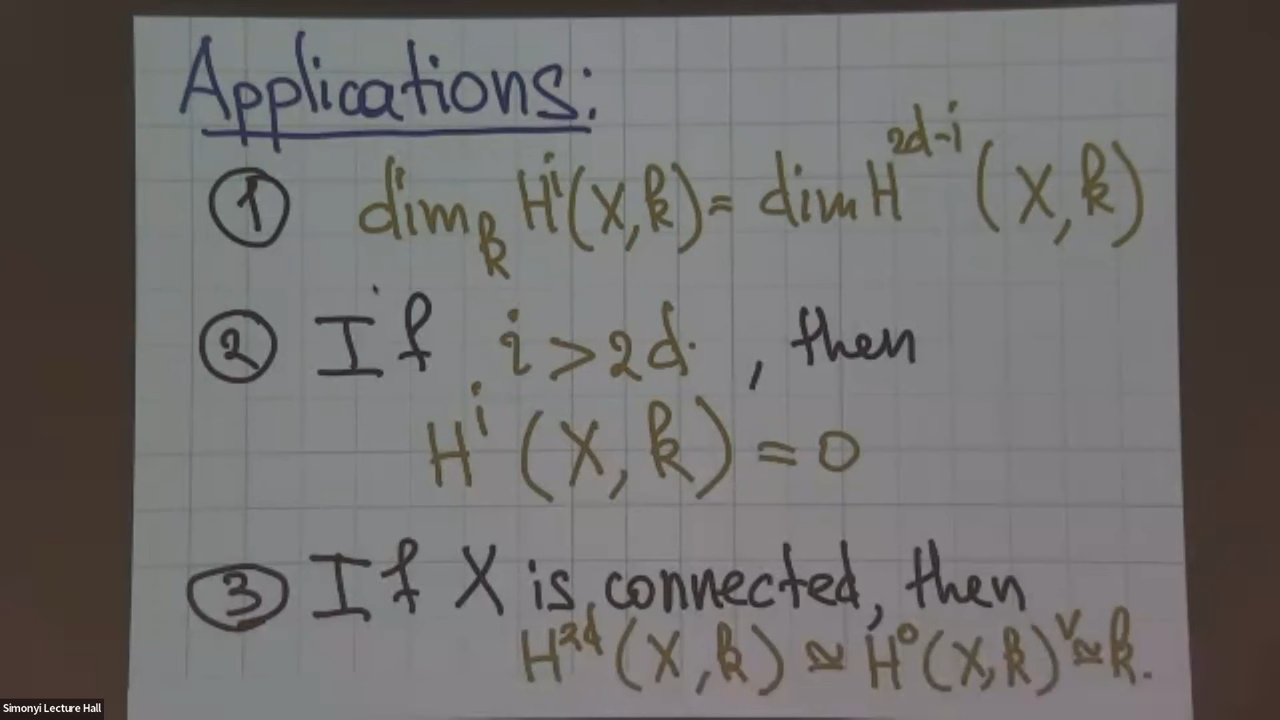 Applications:
① dim_k H^i(X,k) = dim H^{2d-i}(X,k)
② If i > 2d , then
H^i(X,k) = 0
③ If X is connected, then
H^{2d}(X,k) ≃ H^0(X,k)^∨ ≃ k.
Simonyi Lecture Hall